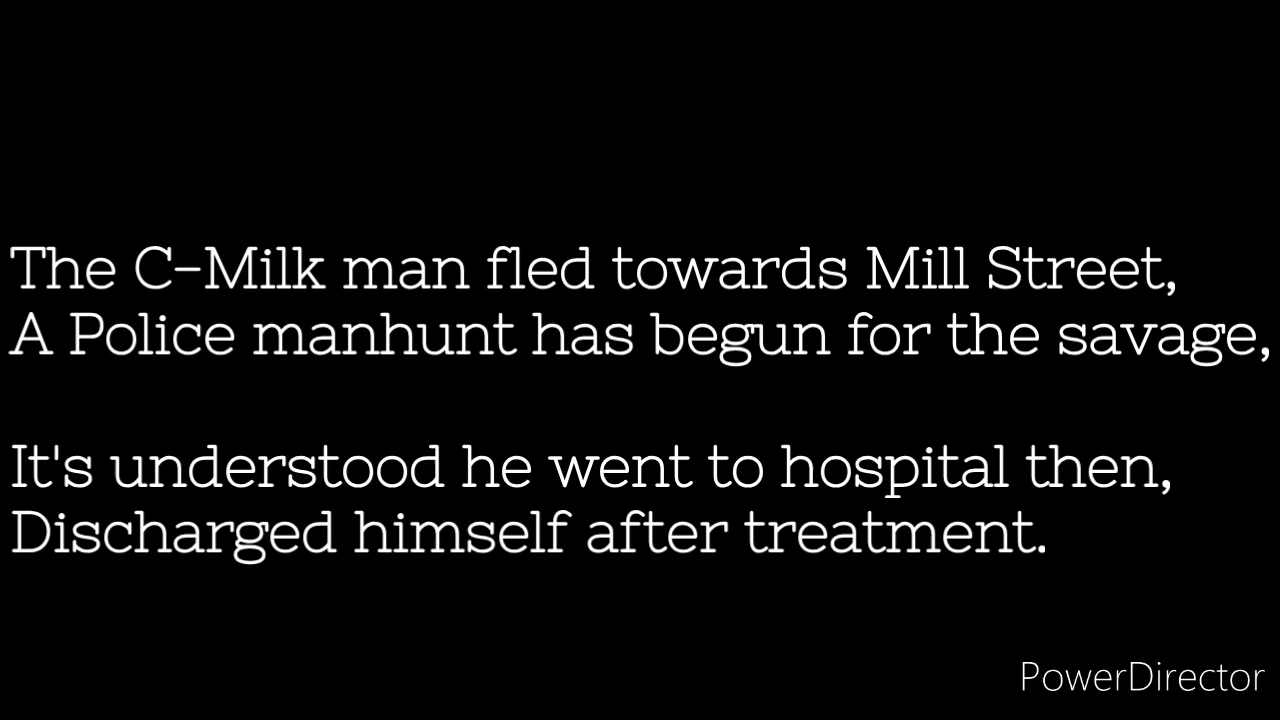 The C-Milk man fled towards Mill Street,
A Police manhunt has begun for the savage,
It's understood he went to hospital then,
Discharged himself after treatment.
PowerDirector